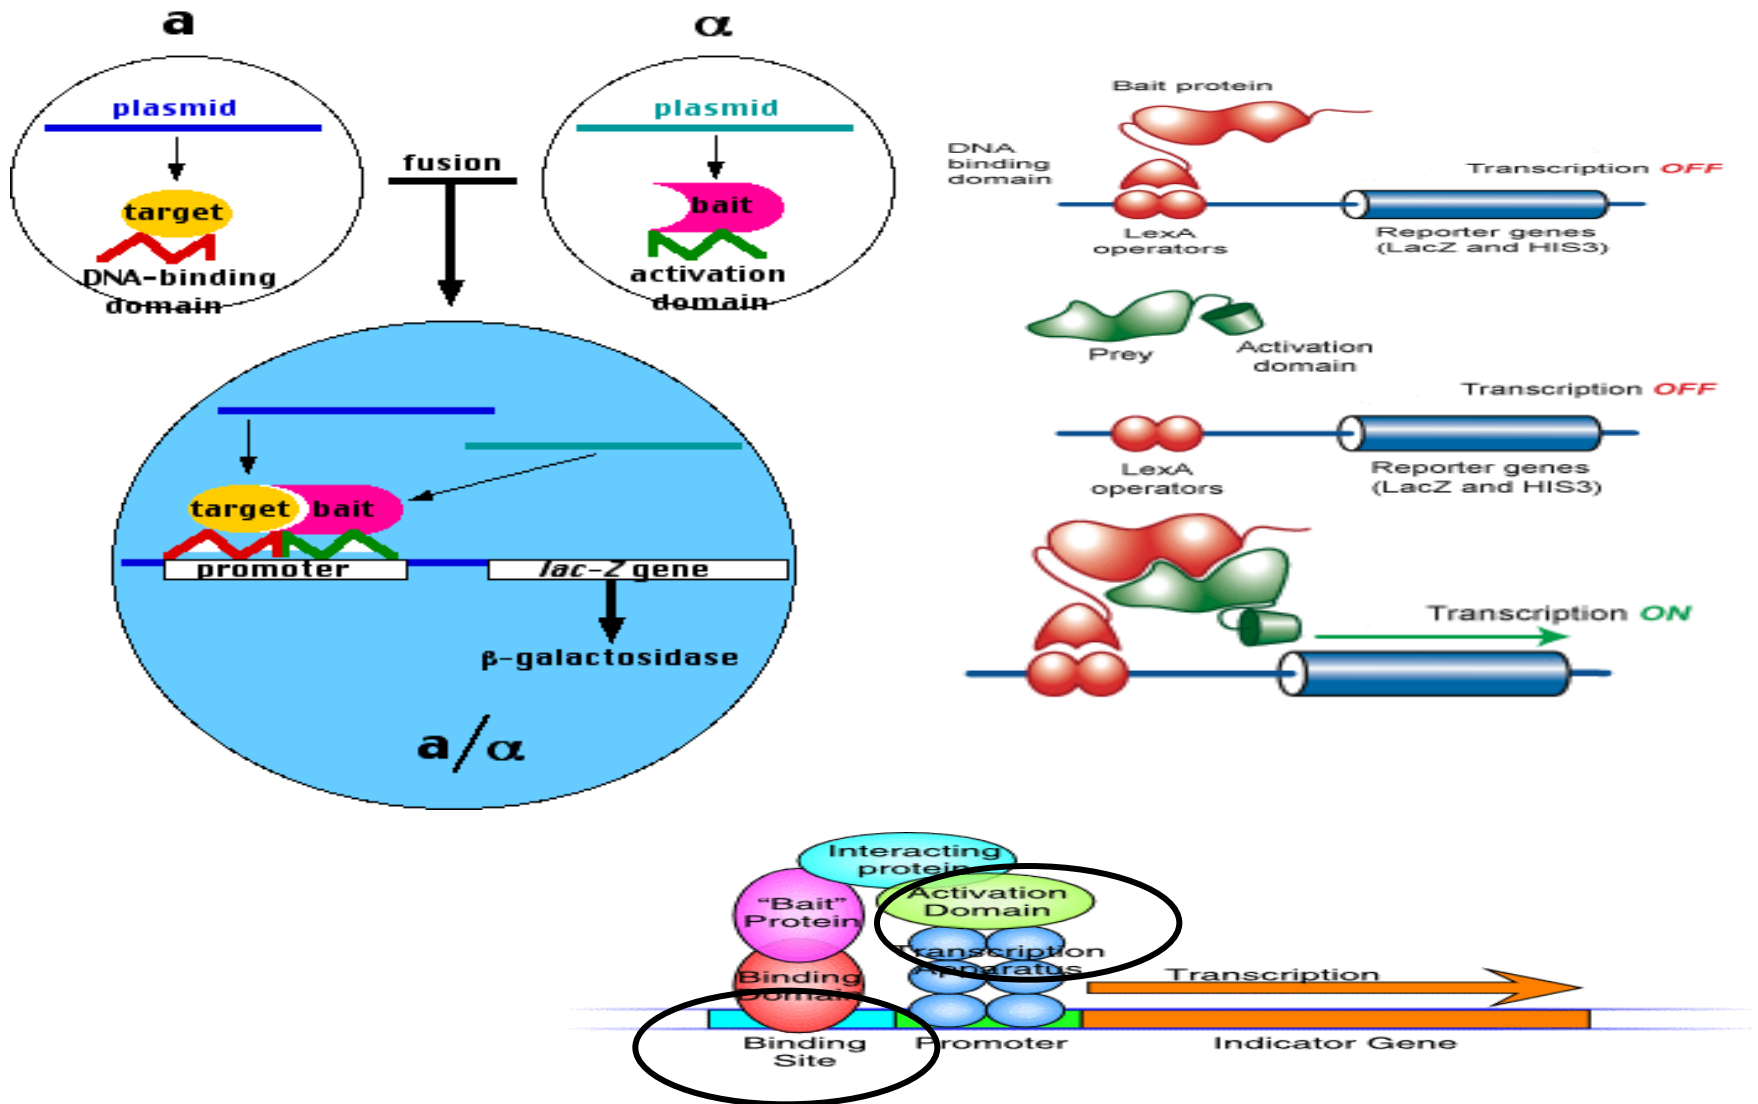 a
α
plasmid
target
DNA-binding
domain
fusion
plasmid
bait
activation
domain
target bait
promoter
lac-Z gene
β-galactosidase
a/α
Bait protein
DNA
binding
domain
Transcription OFF
LexA
operators
Reporter genes
(LacZ and HIS3)
Prey
Activation
domain
Transcription OFF
LexA
operators
Reporter genes
(LacZ and HIS3)
Transcription ON
Interacting
protein
Activation
Domain
“Bait”
Protein
Transcription
Apparatus
Binding
Domain
Transcription
Binding
Site
Promoter
Indicator Gene